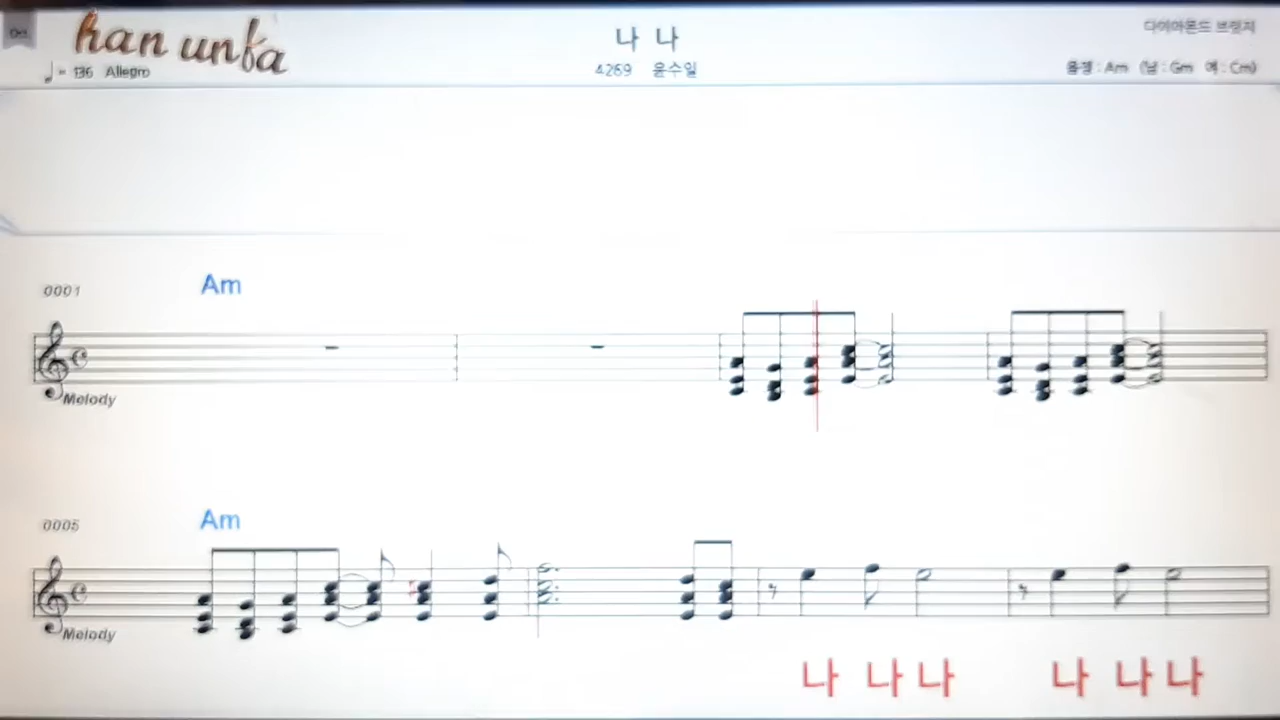 han unfa
나 나
다이아몬드 브릿지
♩= 136 Allegro
4269 윤수일
음정 : Am (남 : Gm 여 : Cm)
0001
Am
Melody
0005
Am
Melody
나 나 나 나 나 나